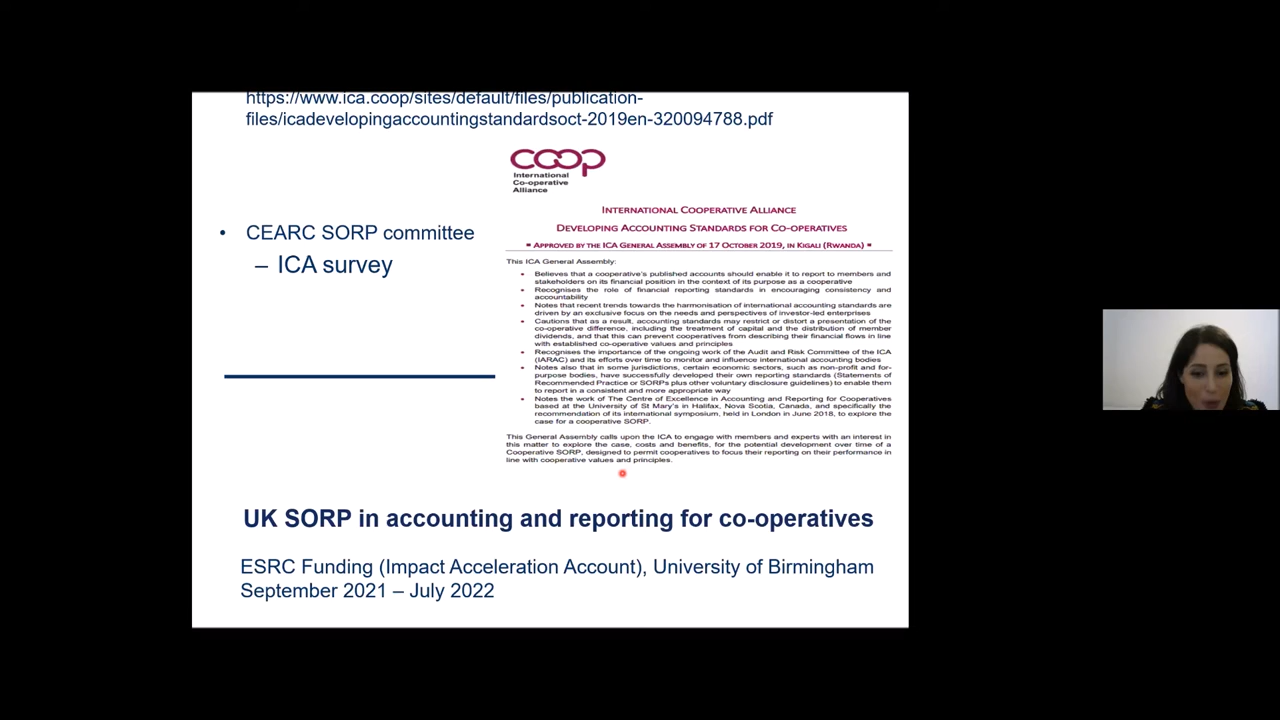 https://www.ica.coop/sites/default/files/publication-
files/icadevelopingaccountingstandardsoct-2019en-320094788.pdf
coop
International
Co-operative
Alliance
• CEARC SORP committee
– ICA survey
INTERNATIONAL COOPERATIVE ALLIANCE
DEVELOPING ACCOUNTING STANDARDS FOR CO-OPERATIVES
APPROVED BY THE ICA GENERAL ASSEMBLY OF 17 OCTOBER 2019, IN KIGALI (RWANDA)
This ICA General Assembly:
• Believes that a cooperative's published accounts should enable it to report to members and
stakeholders on its financial position in the context of its purpose as a cooperative
• Recognises the role of financial reporting standards in encouraging consistency and
accountability
• Notes that recent trends towards the harmonisation of international accounting standards are
driven by an exclusive focus on the needs and perspectives of investor-led enterprises
• Cautions that as a result, accounting standards may restrict or distort a presentation of the
co-operative difference, including the treatment of capital and the distribution of member
dividends, and that this can prevent cooperatives from describing their financial flows in line
with established co-operative values and principles
• Recognises the importance of the ongoing work of the Audit and Risk Committee of the ICA
(IARAC) and its efforts over time to monitor and influence international accounting bodies
• Notes also that in some jurisdictions, certain economic sectors, such as non-profit and for-
purpose bodies, have successfully developed their own reporting standards (Statements of
Recommended Practice or SORPs plus other voluntary disclosure guidelines) to enable them
to report in a consistent and more appropriate way
• Notes the work of The Centre of Excellence in Accounting and Reporting for Cooperatives
based at the University of St Mary's in Halifax, Nova Scotia, Canada, and specifically the
recommendation of its international symposium, held in London in June 2018, to explore the
case for a cooperative SORP.
This General Assembly calls upon the ICA to engage with members and experts with an interest in
this matter to explore the case, costs and benefits, for the potential development over time of a
Cooperative SORP, designed to permit cooperatives to focus their reporting on their performance in
line with cooperative values and principles.
UK SORP in accounting and reporting for co-operatives
ESRC Funding (Impact Acceleration Account), University of Birmingham
September 2021 – July 2022